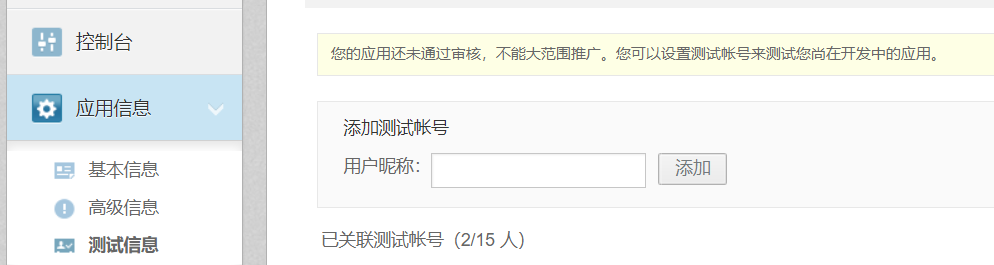 控制台
应用信息
基本信息
高级信息
测试信息
您的应用还未通过审核，不能大范围推广。您可以设置测试帐号来测试您尚在开发中的应用。
添加测试帐号
用户昵称：
添加
已关联测试帐号（2/15 人）